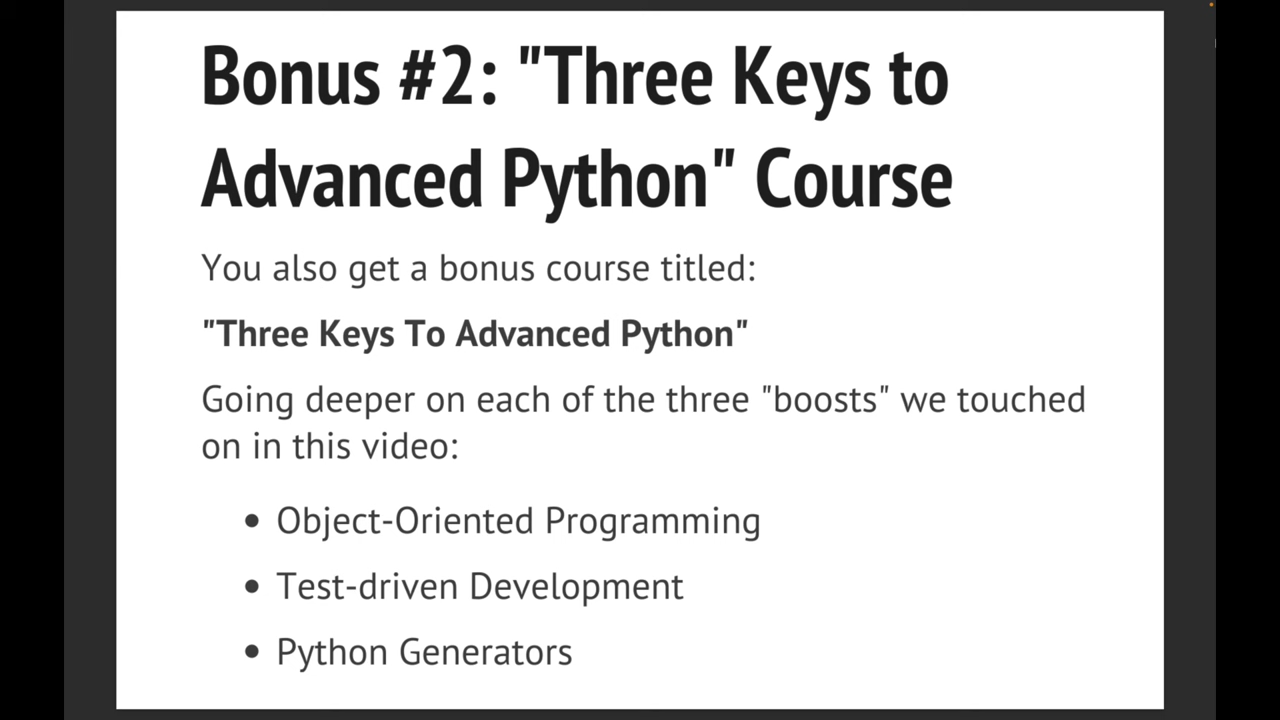 Bonus #2: "Three Keys to
Advanced Python" Course
You also get a bonus course titled:
"Three Keys To Advanced Python"
Going deeper on each of the three "boosts" we touched
on in this video:
• Object-Oriented Programming
• Test-driven Development
• Python Generators